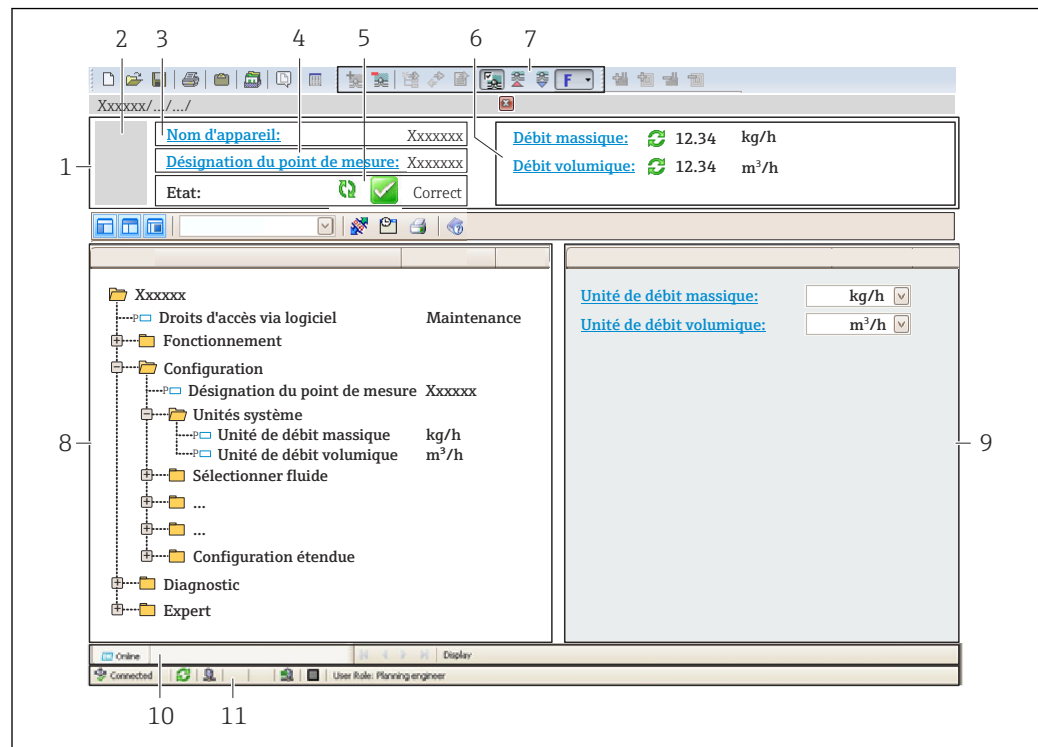 2 3 4 5 6 7
F
Xxxxxx/.../.../
1
Nom d'appareil: Xxxxxxx
Désignation du point de mesure: Xxxxxxx
Etat: Correct
Débit massique: 12.34 kg/h
Débit volumique: 12.34 m³/h
Xxxxxx
P Droits d'accès via logiciel Maintenance
Fonctionnement
Configuration
P Désignation du point de mesure Xxxxxx
Unités système
P Unité de débit massique kg/h
P Unité de débit volumique m³/h
Sélectionner fluide
...
...
Configuration étendue
Diagnostic
Expert
8
Unité de débit massique: kg/h
Unité de débit volumique: m³/h
9
Online Display
Connected User Role: Planning engineer
10 11